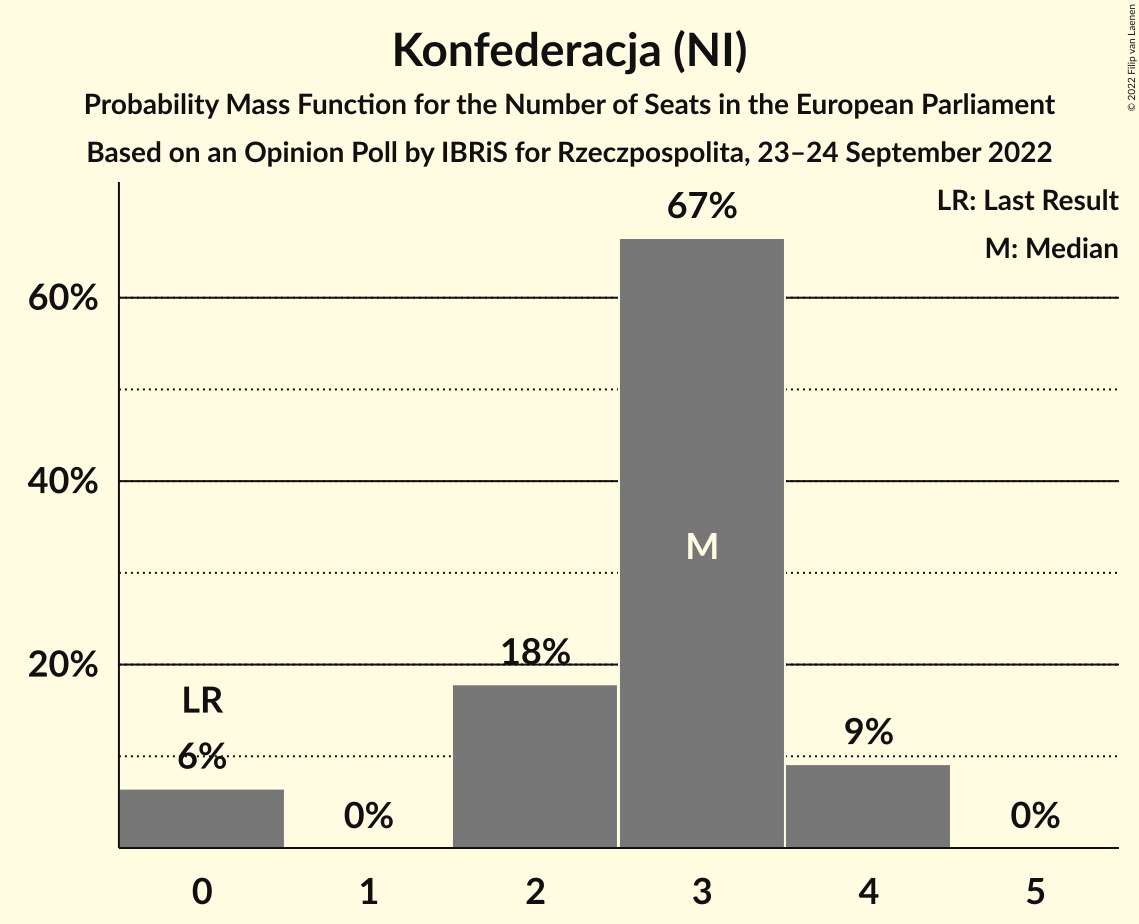 Konfederacja (NI)
Probability Mass Function for the Number of Seats in the European Parliament
Based on an Opinion Poll by IBRiS for Rzeczpospolita, 23–24 September 2022
© 2022 Filip van Laenen
LR: Last Result
M: Median
67%
60%
40%
M
20%
18%
LR
9%
6%
0%
0%
0 1 2 3 4 5